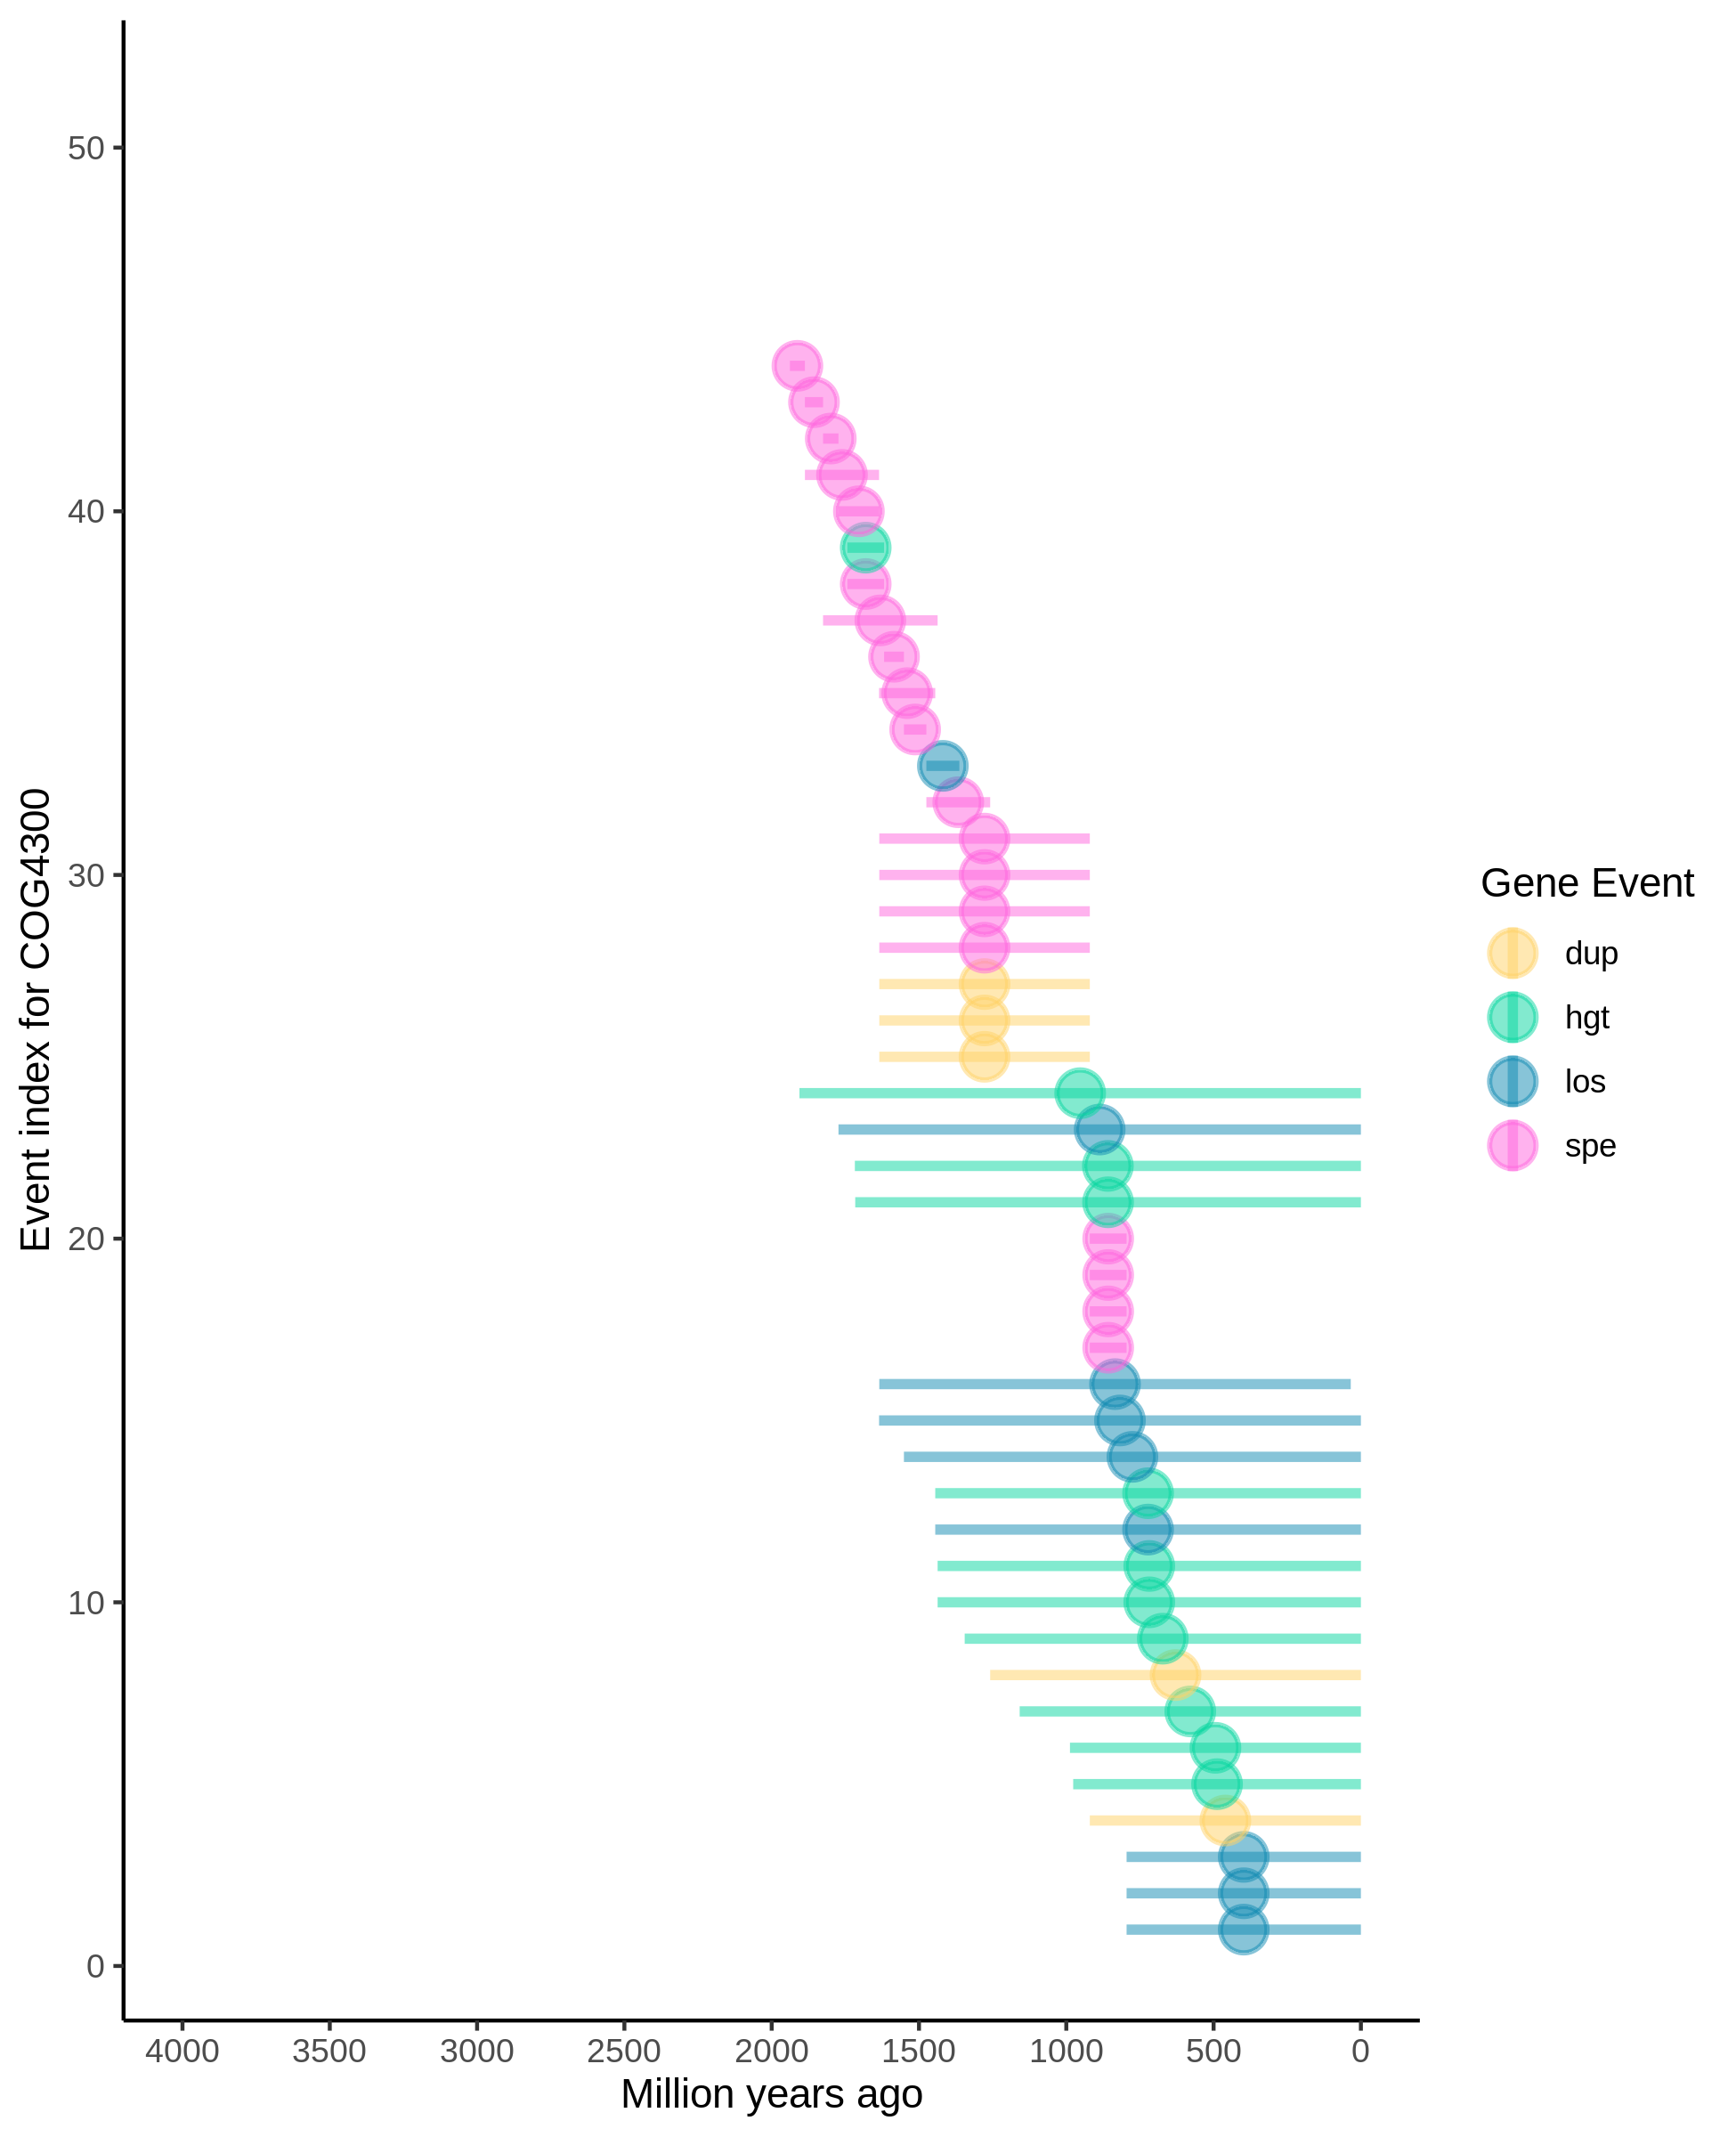 Event index for COG4300
50
40
30
20
10
0
4000 3500 3000 2500 2000 1500 1000 500 0
Million years ago
Gene Event
dup
hgt
los
spe